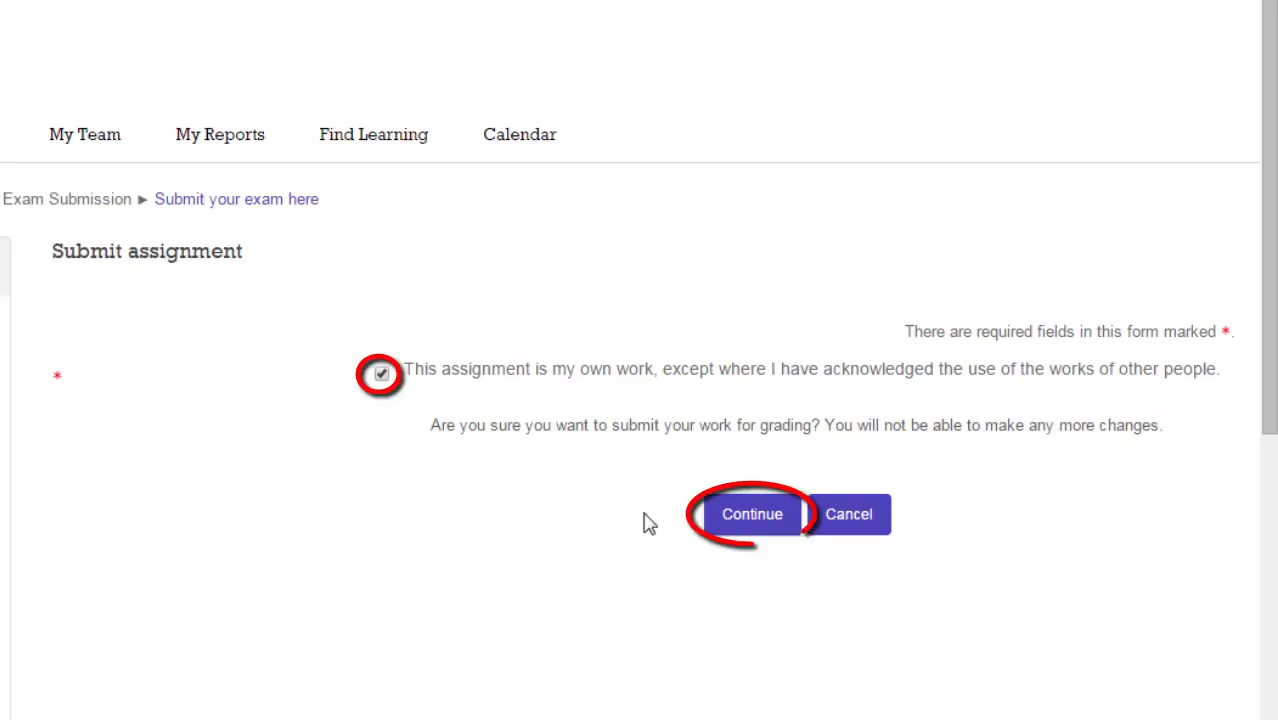 My Team My Reports Find Learning Calendar
Exam Submission ► Submit your exam here
Submit assignment
There are required fields in this form marked *.
* This assignment is my own work, except where I have acknowledged the use of the works of other people.
Are you sure you want to submit your work for grading? You will not be able to make any more changes.
Continue Cancel